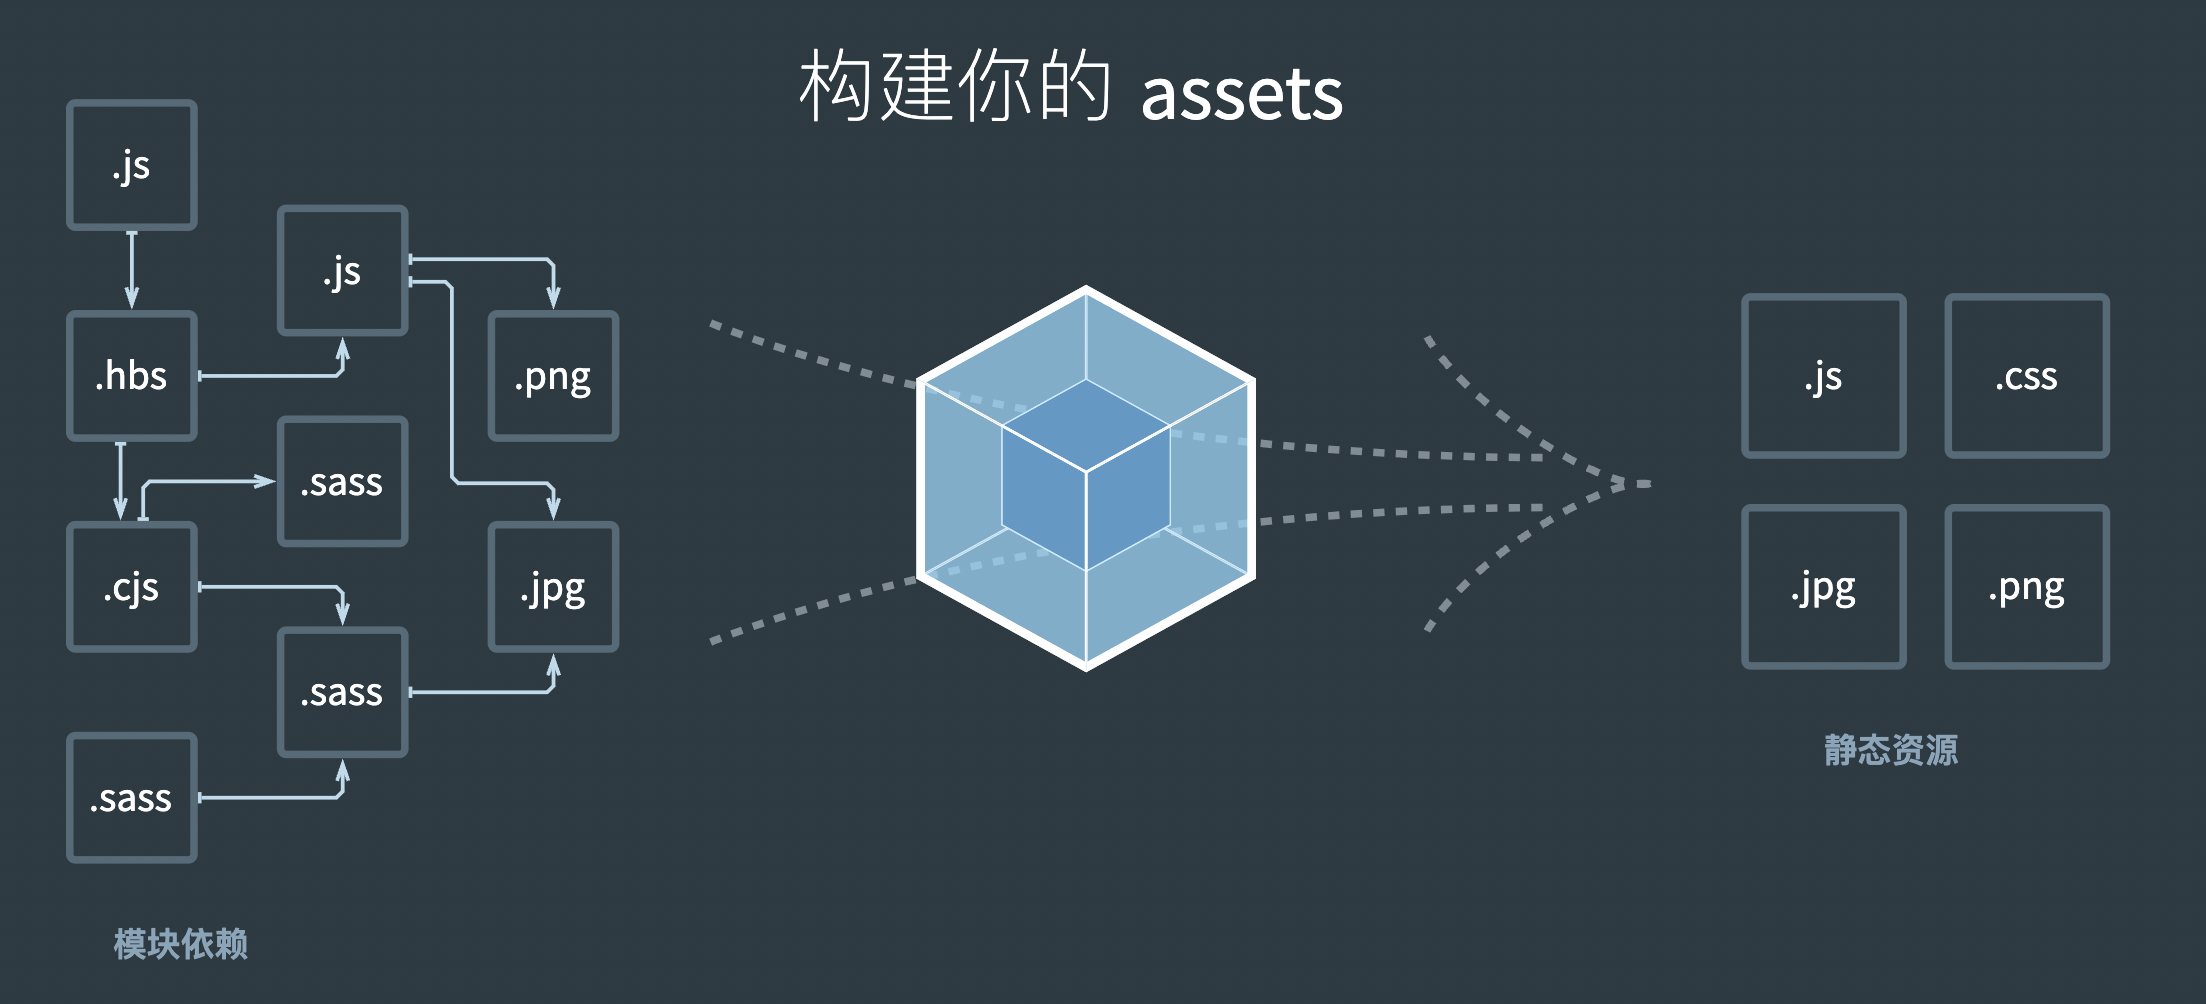 构建你的 assets
.js
.js
.hbs
.png
.sass
.cjs
.jpg
.sass
.sass
模块依赖
.js
.css
.jpg
.png
静态资源